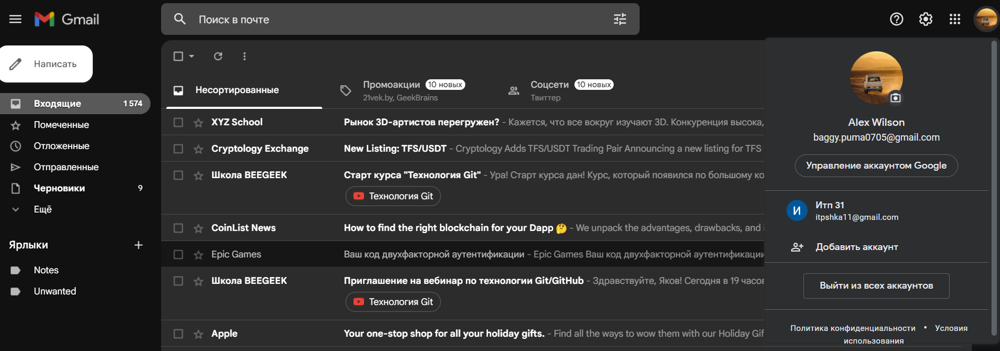 Gmail
Поиск в почте
Написать
Входящие 1 574
Помеченные
Отложенные
Отправленные
Черновики 9
Ещё
Ярлыки
Notes
Unwanted
Несортированные
Промоакции 10 новых
21vek.by, GeekBrains
Соцсети 10 новых
Твиттер
XYZ School Рынок 3D-артистов перегружен? - Кажется, что все вокруг изучают 3D. Конкуренция высока,
Cryptology Exchange New Listing: TFS/USDT - Cryptology Adds TFS/USDT Trading Pair Announcing a new listing for TFS
Школа BEEGEEK Старт курса "Технология Git" - Ура! Старт курса дан! Курс, который появился по большому ко
Технология Git
CoinList News How to find the right blockchain for your Dapp 🤔 - We unpack the advantages, drawbacks, and i
Epic Games Ваш код двухфакторной аутентификации - Epic Games Ваш код двухфакторной аутентификации
Школа BEEGEEK Приглашение на вебинар по технологии Git/GitHub - Здравствуйте, Яков! Сегодня в 19 часов
Технология Git
Apple Your one-stop shop for all your holiday gifts. - Find all the ways to wow them with our Holiday Gif
Alex Wilson
baggy.puma0705@gmail.com
Управление аккаунтом Google
И
Итп 31
itpshka11@gmail.com
Добавить аккаунт
Выйти из всех аккаунтов
Политика конфиденциальности • Условия
использования